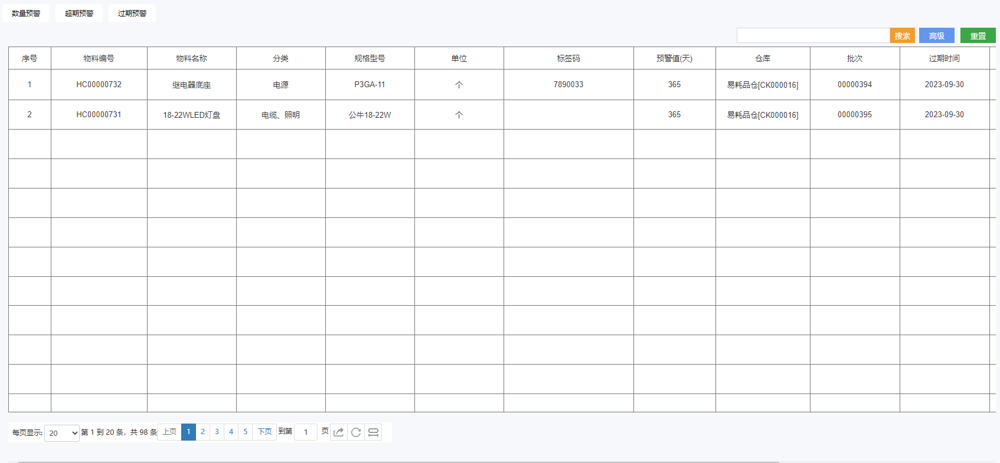 数量预警 超期预警 过期预警
搜索 高级 重置
序号 物料编号 物料名称 分类 规格型号 单位 标签码 预警值(天) 仓库 批次 过期时间
1 HC00000732 继电器底座 电源 P3GA-11 个 7890033 365 易耗品仓[CK000016] 00000394 2023-09-30
2 HC00000731 18-22WLED灯盘 电缆、照明 公牛18-22W 个 365 易耗品仓[CK000016] 00000395 2023-09-30
每页显示: 20 第 1 到 20 条，共 98 条 上页 1 2 3 4 5 下页 到第 1 页